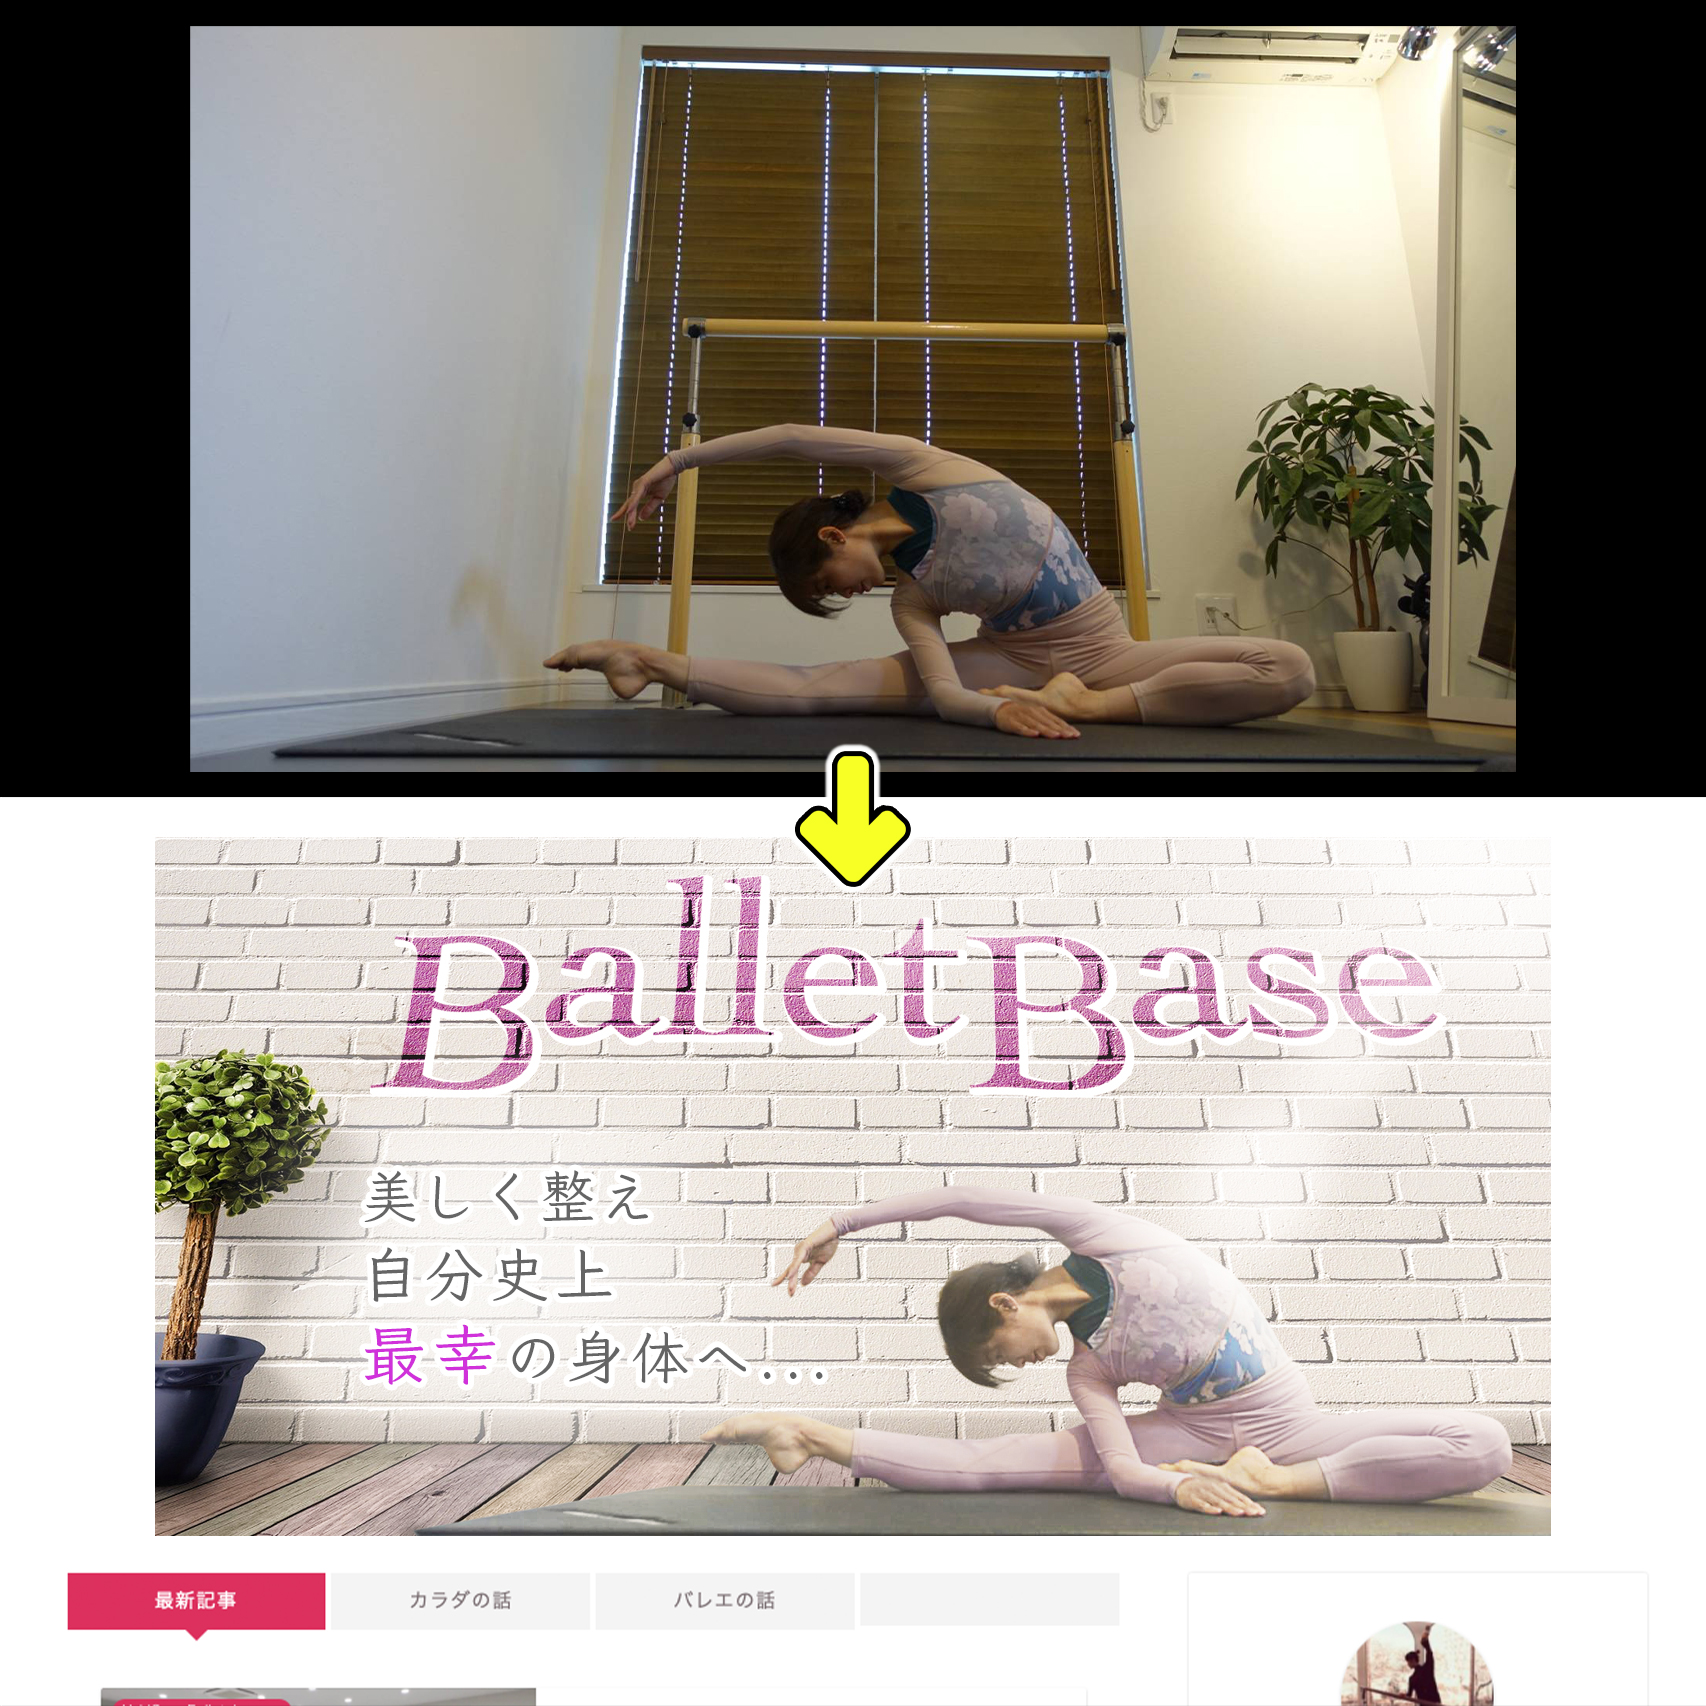 BalletBase
美しく整え
自分史上
最幸の身体へ...
最新記事
カラダの話
バレエの話